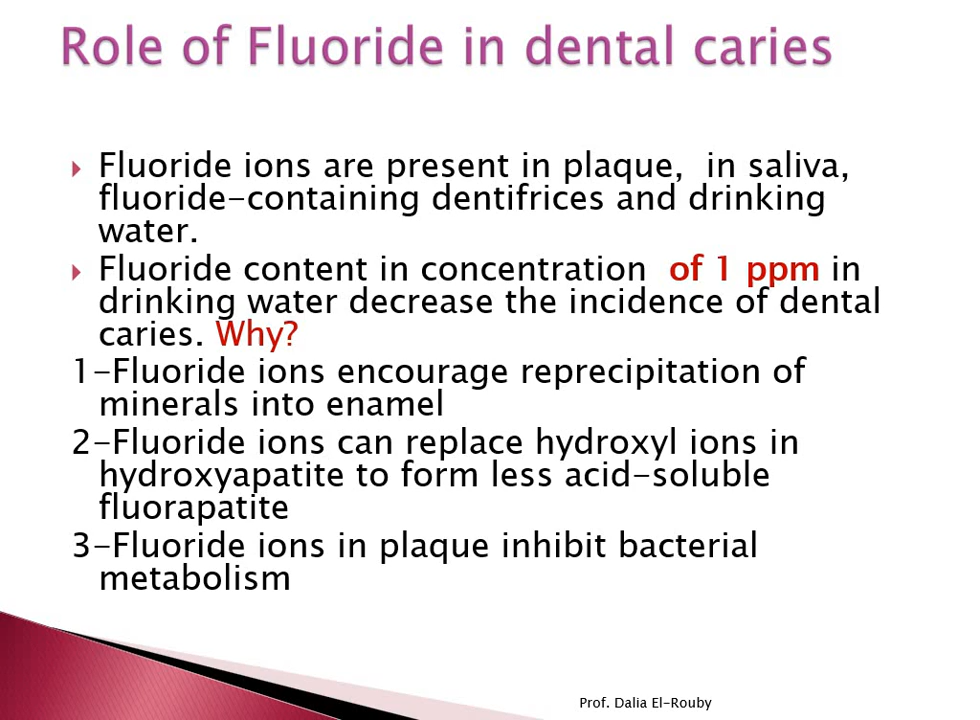 Role of Fluoride in dental caries
Fluoride ions are present in plaque,  in saliva,
fluoride-containing dentifrices and drinking
water.
Fluoride content in concentration  of 1 ppm in
drinking water decrease the incidence of dental
caries. Why?
1-Fluoride ions encourage reprecipitation of
minerals into enamel
2-Fluoride ions can replace hydroxyl ions in
hydroxyapatite to form less acid-soluble
fluorapatite
3-Fluoride ions in plaque inhibit bacterial
metabolism
Prof. Dalia El-Rouby